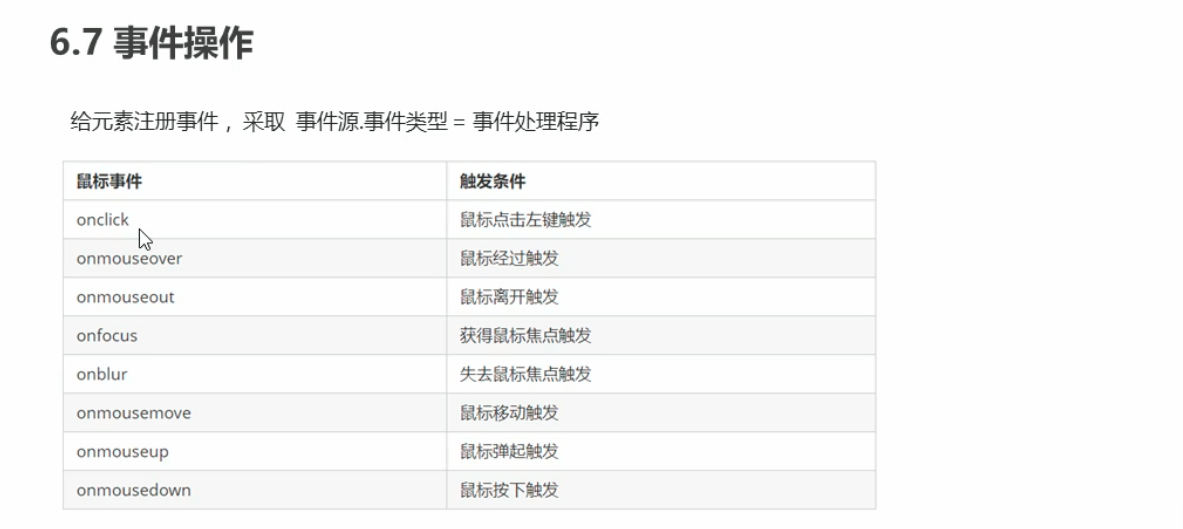 6.7 事件操作
给元素注册事件 ，采取 事件源.事件类型 = 事件处理程序
鼠标事件 触发条件
onclick 鼠标点击左键触发
onmouseover 鼠标经过触发
onmouseout 鼠标离开触发
onfocus 获得鼠标焦点触发
onblur 失去鼠标焦点触发
onmousemove 鼠标移动触发
onmouseup 鼠标弹起触发
onmousedown 鼠标按下触发